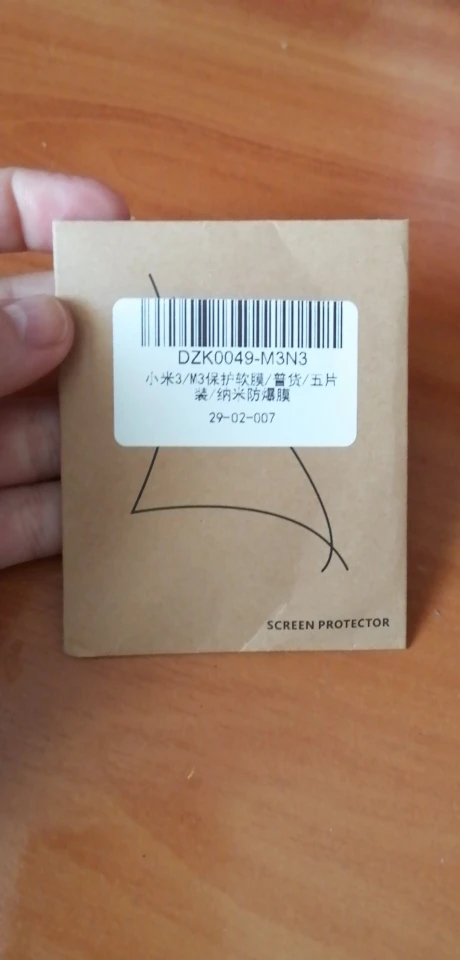 DZK0049-M3N3
小米3/M3保护软膜/普货/五片
装/纳米防爆膜
29-02-007
SCREEN PROTECTOR